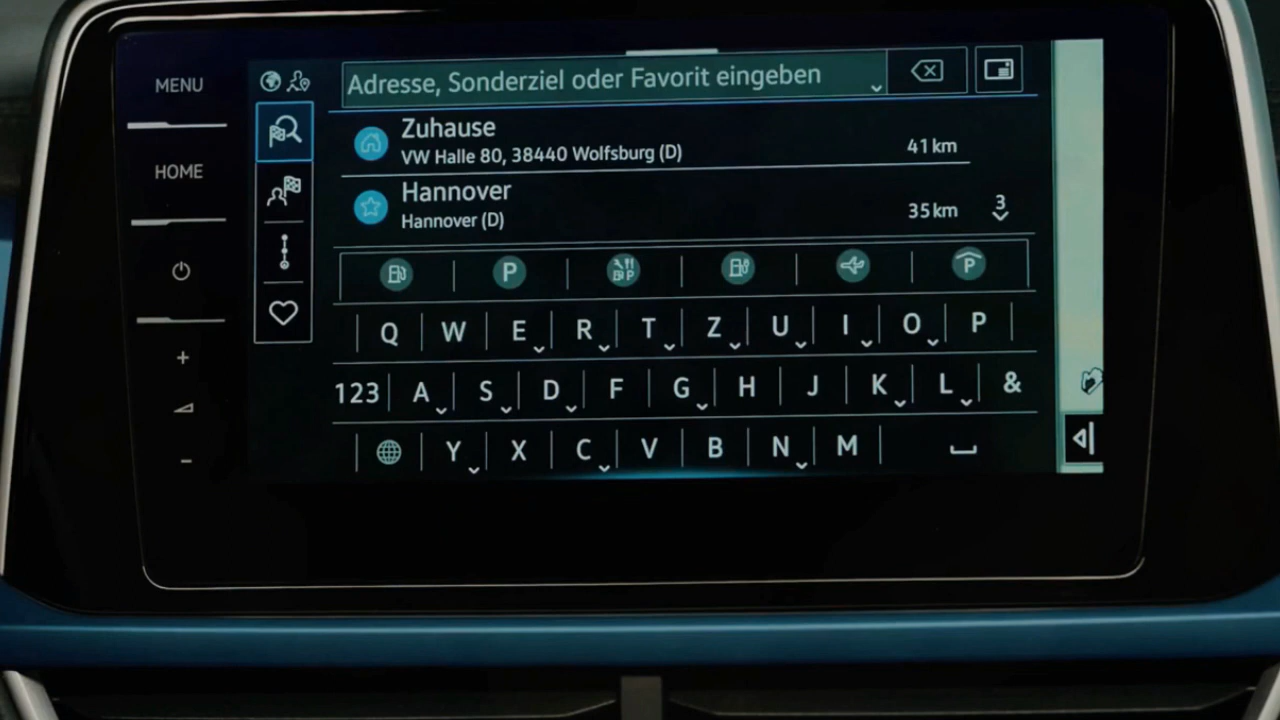 MENU
HOME
+
-
Adresse, Sonderziel oder Favorit eingeben
Zuhause
VW Halle 80, 38440 Wolfsburg (D)
41 km
Hannover
Hannover (D)
35 km
3
P
P
P
Q W E R T Z U I O P
123 A S D F G H J K L &
Y X C V B N M